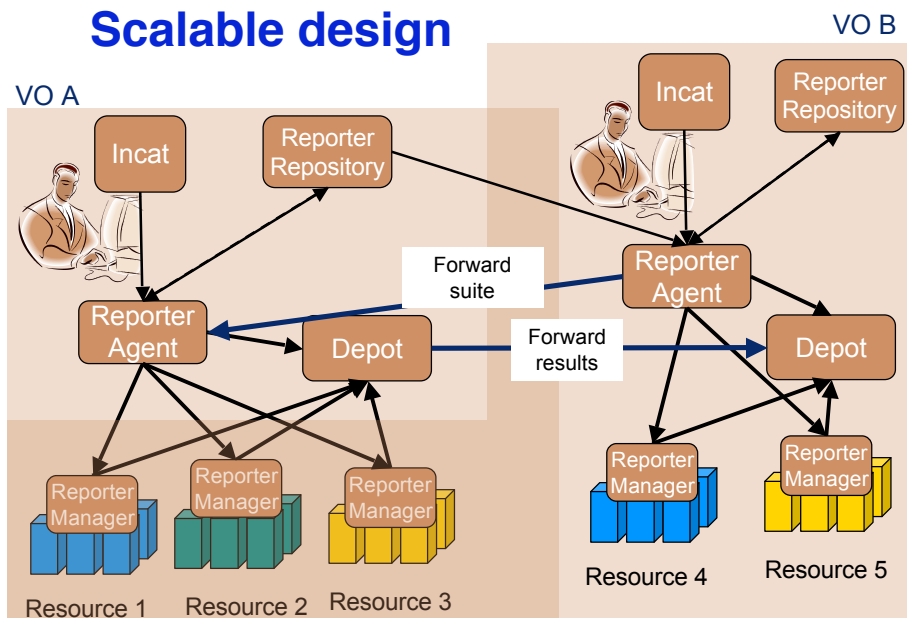 Scalable design
VO B
VO A
Incat
Reporter
Repository
Incat
Reporter
Repository
Forward
suite
Reporter
Agent
Reporter
Agent
Depot
Forward
results
Depot
Reporter
Manager
Reporter
Manager
Reporter
Manager
Reporter
Manager
Reporter
Manager
Resource 1
Resource 2
Resource 3
Resource 4
Resource 5